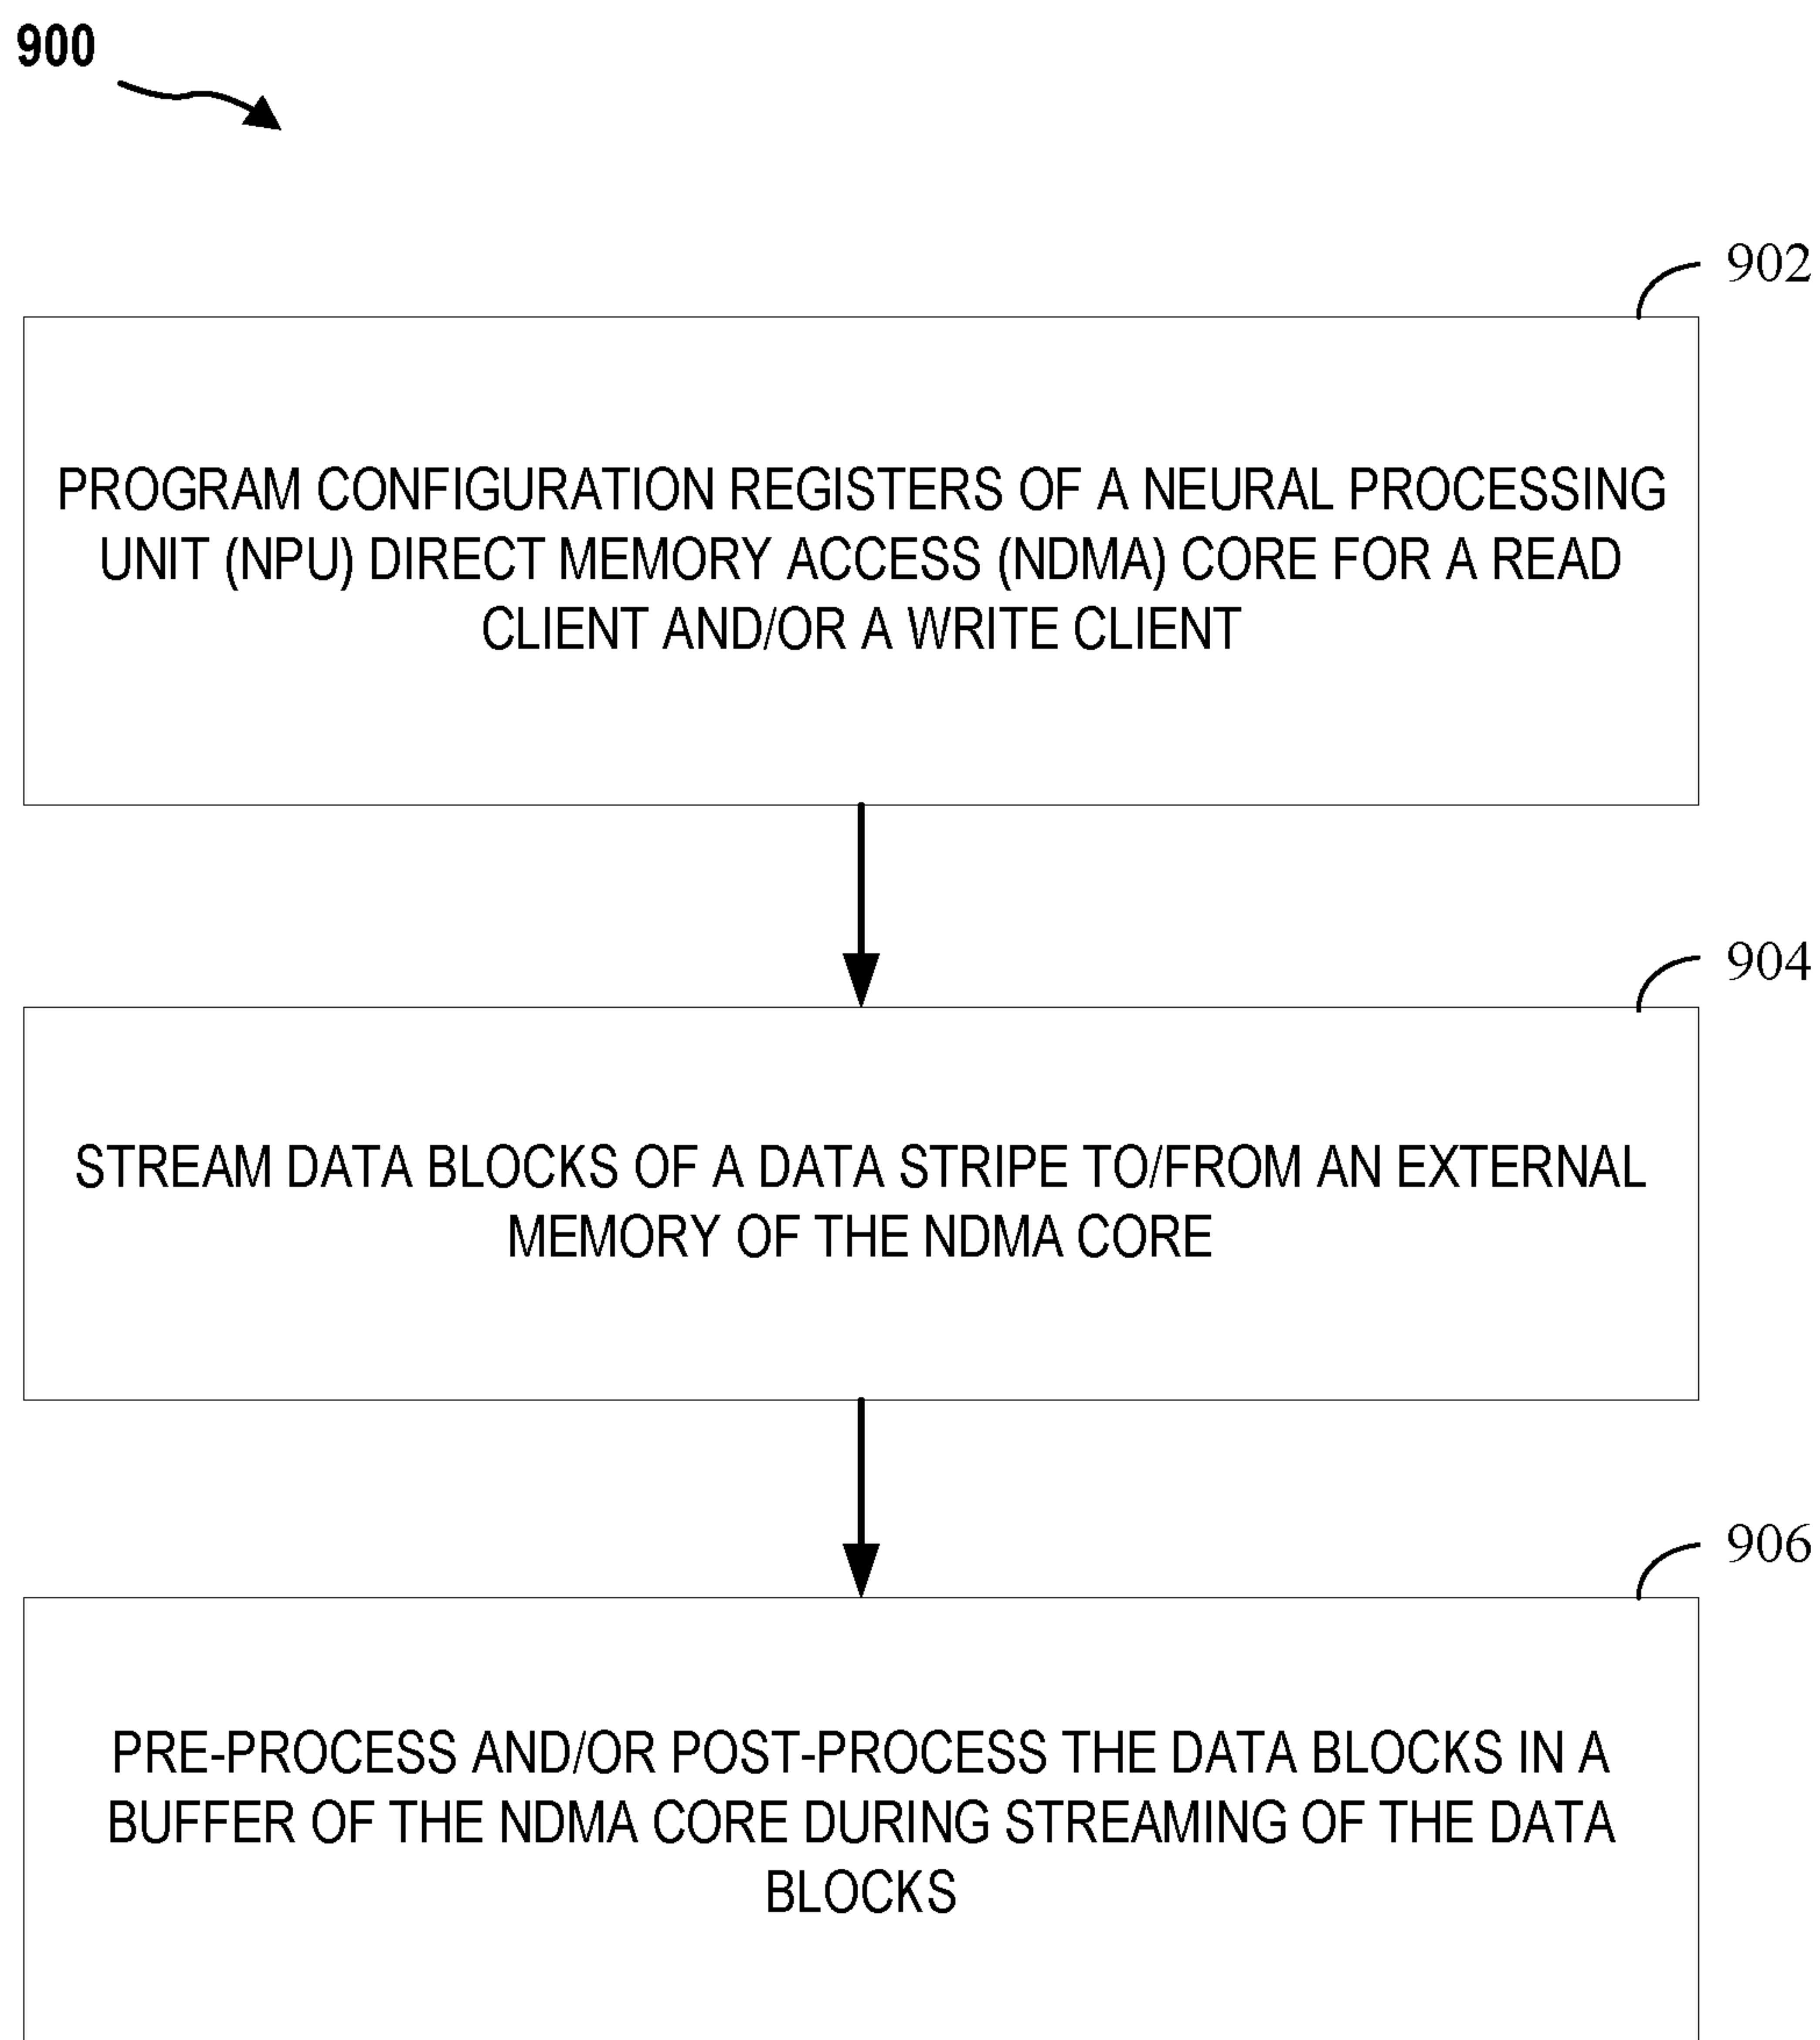 900
902
PROGRAM CONFIGURATION REGISTERS OF A NEURAL PROCESSING
UNIT (NPU) DIRECT MEMORY ACCESS (NDMA) CORE FOR A READ
CLIENT AND/OR A WRITE CLIENT
904
STREAM DATA BLOCKS OF A DATA STRIPE TO/FROM AN EXTERNAL
MEMORY OF THE NDMA CORE
906
PRE-PROCESS AND/OR POST-PROCESS THE DATA BLOCKS IN A
BUFFER OF THE NDMA CORE DURING STREAMING OF THE DATA
BLOCKS